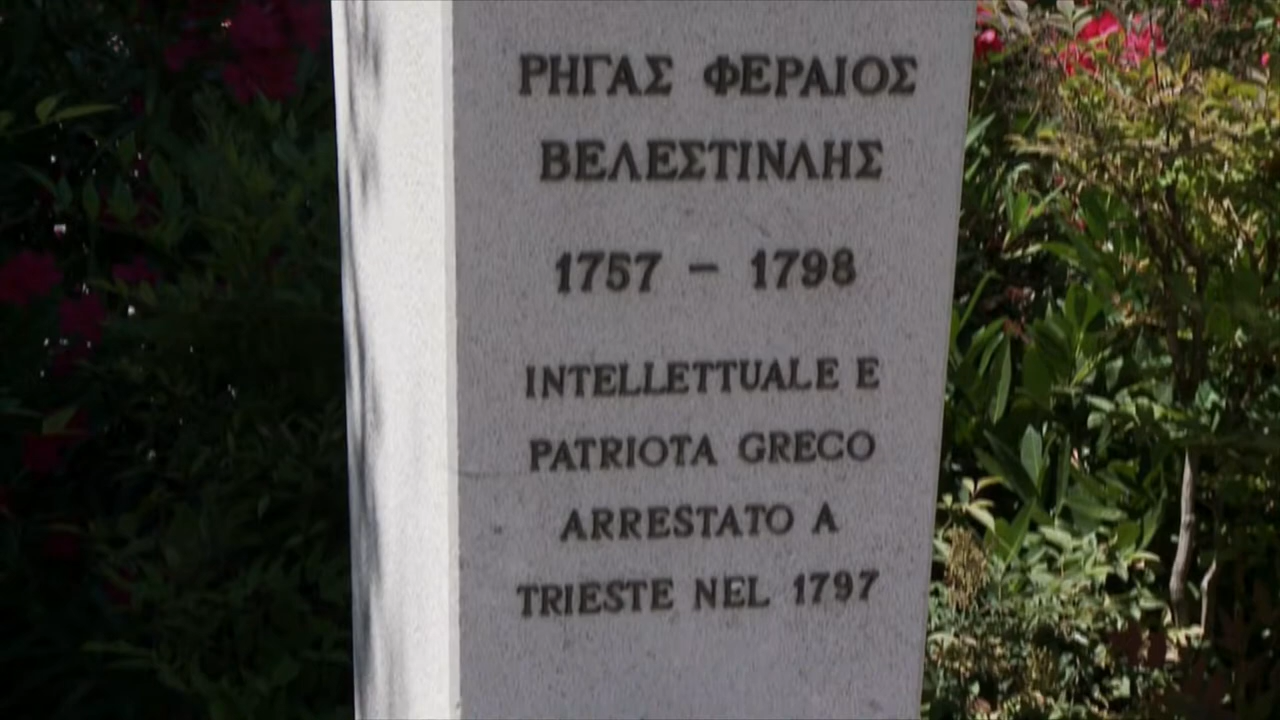 ΡΗΓΑΣ ΦΕΡΑΙΟΣ
ΒΕΛΕΣΤΙΝΛΗΣ
1757 – 1798
INTELLETTUALE E
PATRIOTA GRECO
ARRESTATO A
TRIESTE NEL 1797